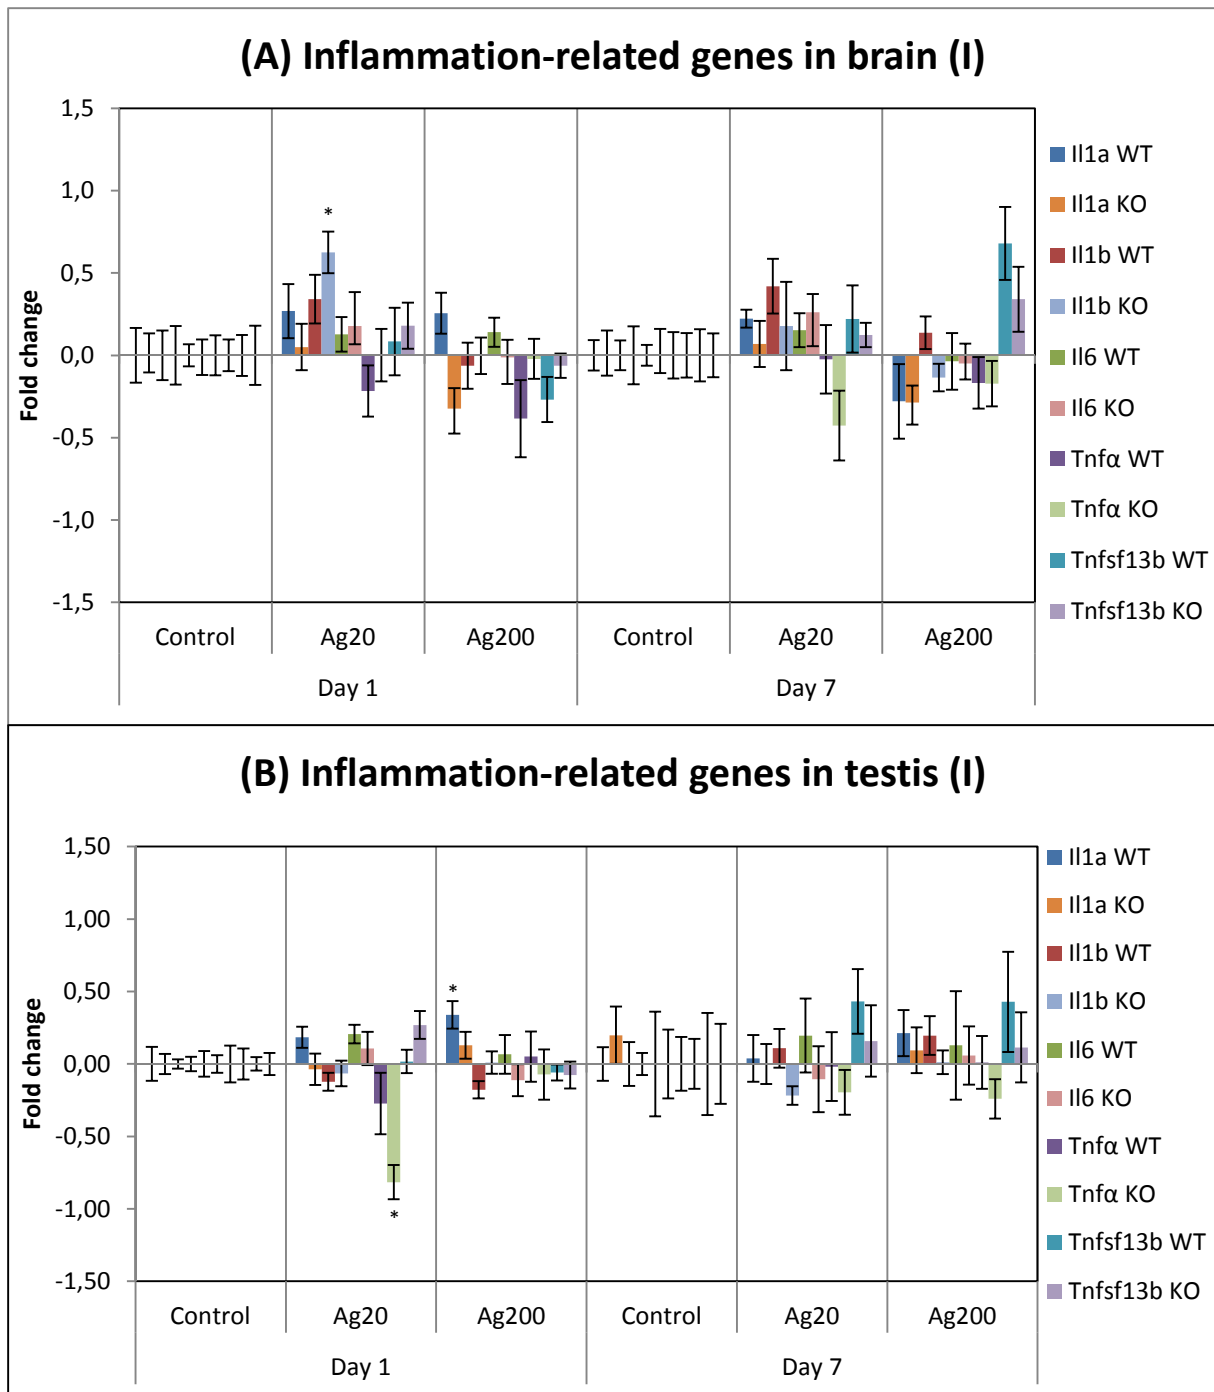 (A) Inflammation-related genes in brain (I)
1,5
1,0
0,5
0,0
-0,5
-1,0
-1,5
Fold change
*
Control
Ag20
Ag200
Control
Ag20
Ag200
Day 1
Day 7
Il1a WT
Il1a KO
Il1b WT
Il1b KO
Il6 WT
Il6 KO
Tnfα WT
Tnfα KO
Tnfsf13b WT
Tnfsf13b KO
(B) Inflammation-related genes in testis (I)
1,50
1,00
0,50
0,00
-0,50
-1,00
-1,50
Fold change
*
*
Control
Ag20
Ag200
Control
Ag20
Ag200
Day 1
Day 7
Il1a WT
Il1a KO
Il1b WT
Il1b KO
Il6 WT
Il6 KO
Tnfα WT
Tnfα KO
Tnfsf13b WT
Tnfsf13b KO